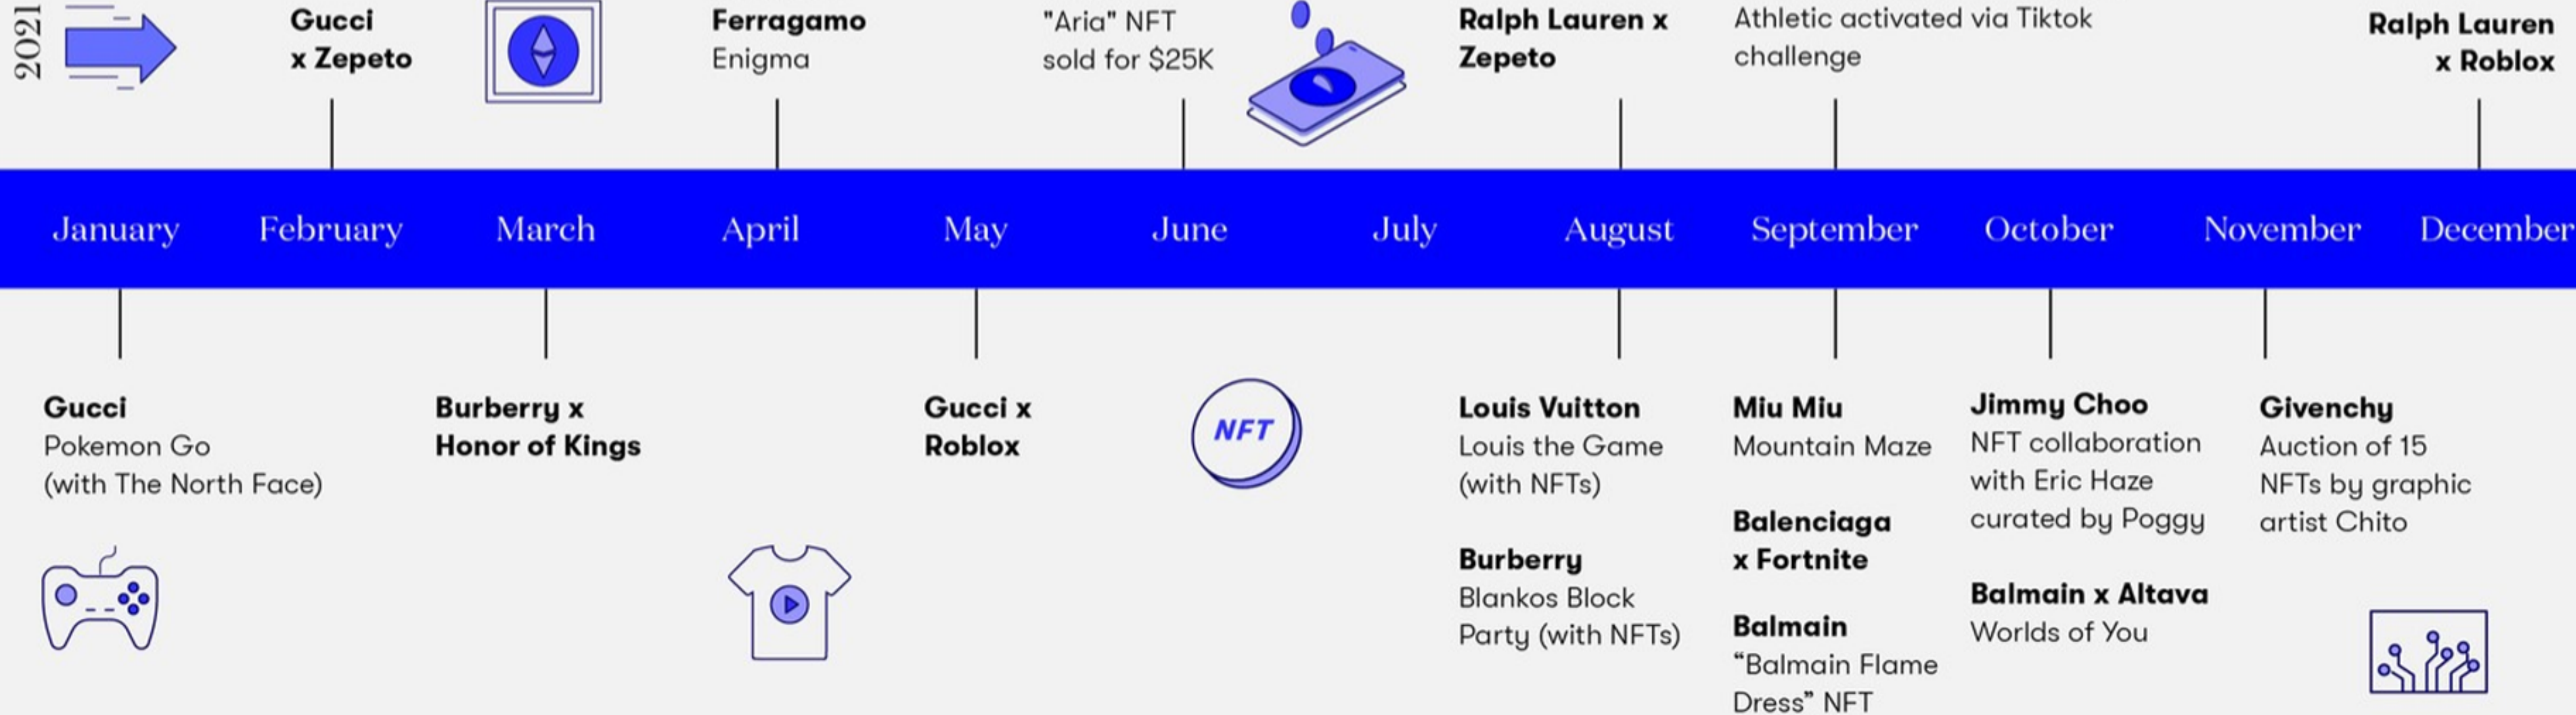 2021
Gucci
x Zepeto
Ferragamo
Enigma
"Aria" NFT
sold for $25K
Ralph Lauren x
Zepeto
Athletic activated via Tiktok
challenge
Ralph Lauren
x Roblox
January
February
March
April
May
June
July
August
September
October
November
December
Gucci
Pokemon Go
(with The North Face)
Burberry x
Honor of Kings
Gucci x
Roblox
NFT
Louis Vuitton
Louis the Game
(with NFTs)
Burberry
Blankos Block
Party (with NFTs)
Miu Miu
Mountain Maze
Balenciaga
x Fortnite
Balmain
“Balmain Flame
Dress” NFT
Jimmy Choo
NFT collaboration
with Eric Haze
curated by Poggy
Balmain x Altava
Worlds of You
Givenchy
Auction of 15
NFTs by graphic
artist Chito